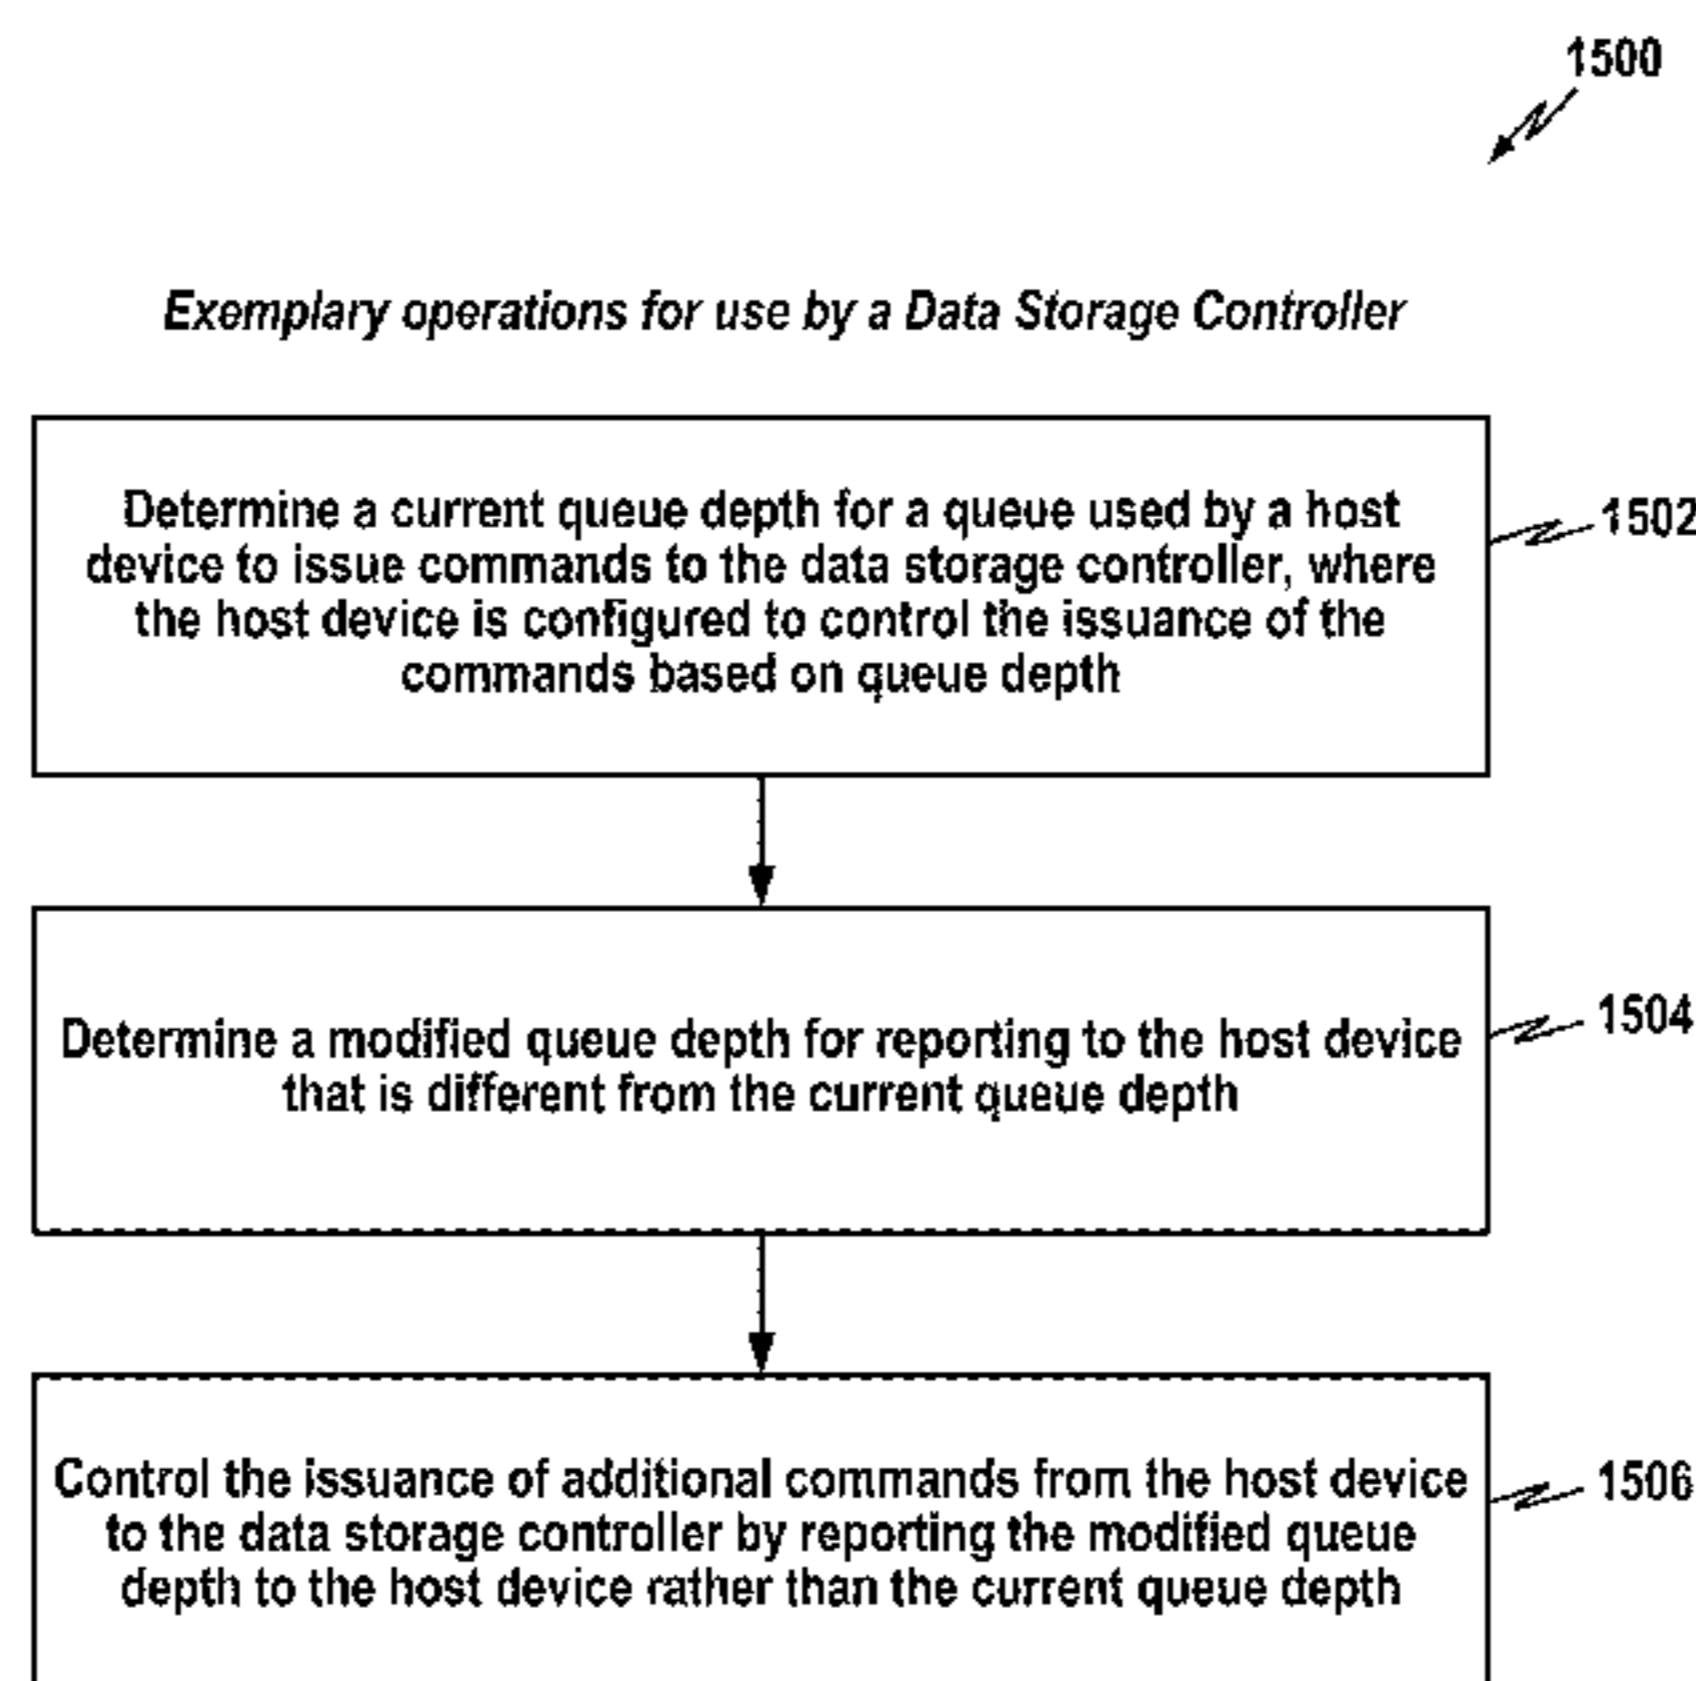 1500
Exemplary operations for use by a Data Storage Controller
Determine a current queue depth for a queue used by a host
device to issue commands to the data storage controller, where
the host device is configured to control the issuance of the
commands based on queue depth
1502
Determine a modified queue depth for reporting to the host device
that is different from the current queue depth
1504
Control the issuance of additional commands from the host device
to the data storage controller by reporting the modified queue
depth to the host device rather than the current queue depth
1506